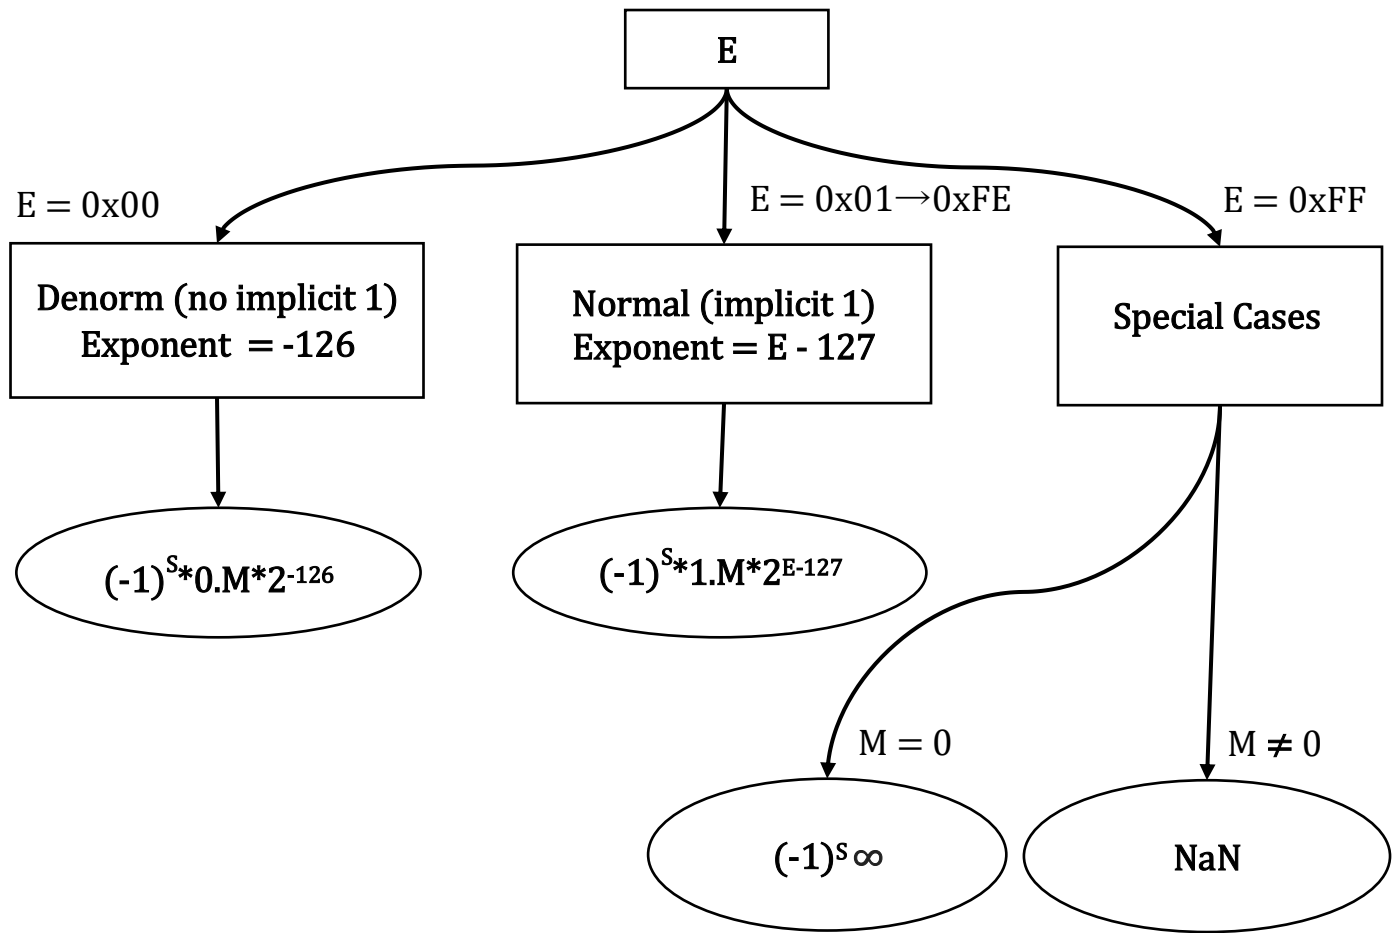 E
E = 0x00
E = 0x01→0xFE
E = 0xFF
Denorm (no implicit 1)
Exponent = -126
Normal (implicit 1)
Exponent = E - 127
Special Cases
(-1)^S*0.M*2^-126
(-1)^S*1.M*2^E-127
M = 0
M ≠ 0
(-1)^S ∞
NaN